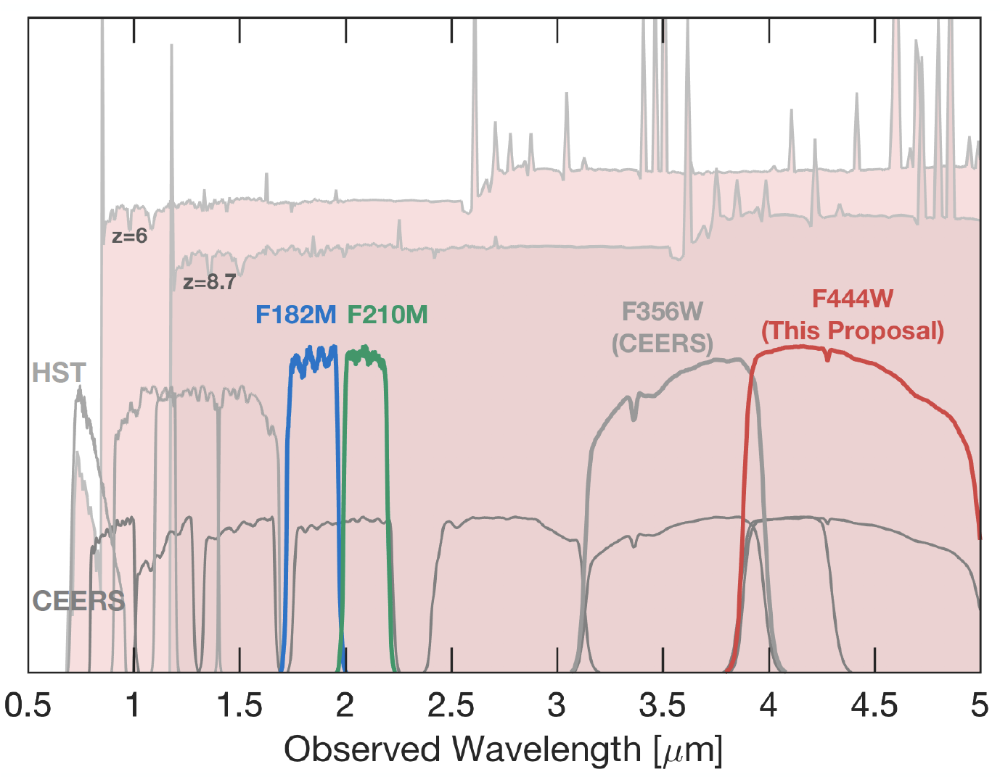 z=6
z=8.7
F182M F210M
F356W
(CEERS)
F444W
(This Proposal)
HST
CEERS
0.5 1 1.5 2 2.5 3 3.5 4 4.5 5
Observed Wavelength [μm]